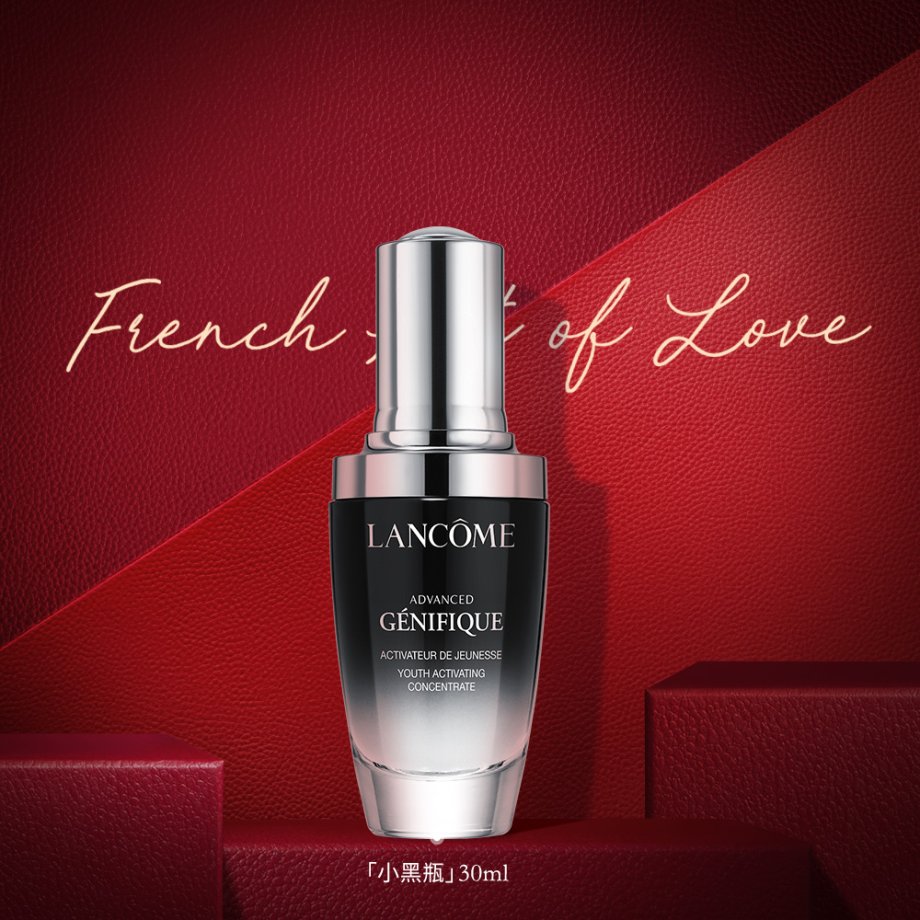 French of Love
LANCÔME
ADVANCED
GÉNIFIQUE
ACTIVATEUR DE JEUNESSE
YOUTH ACTIVATING
CONCENTRATE
「小黑瓶」30ml